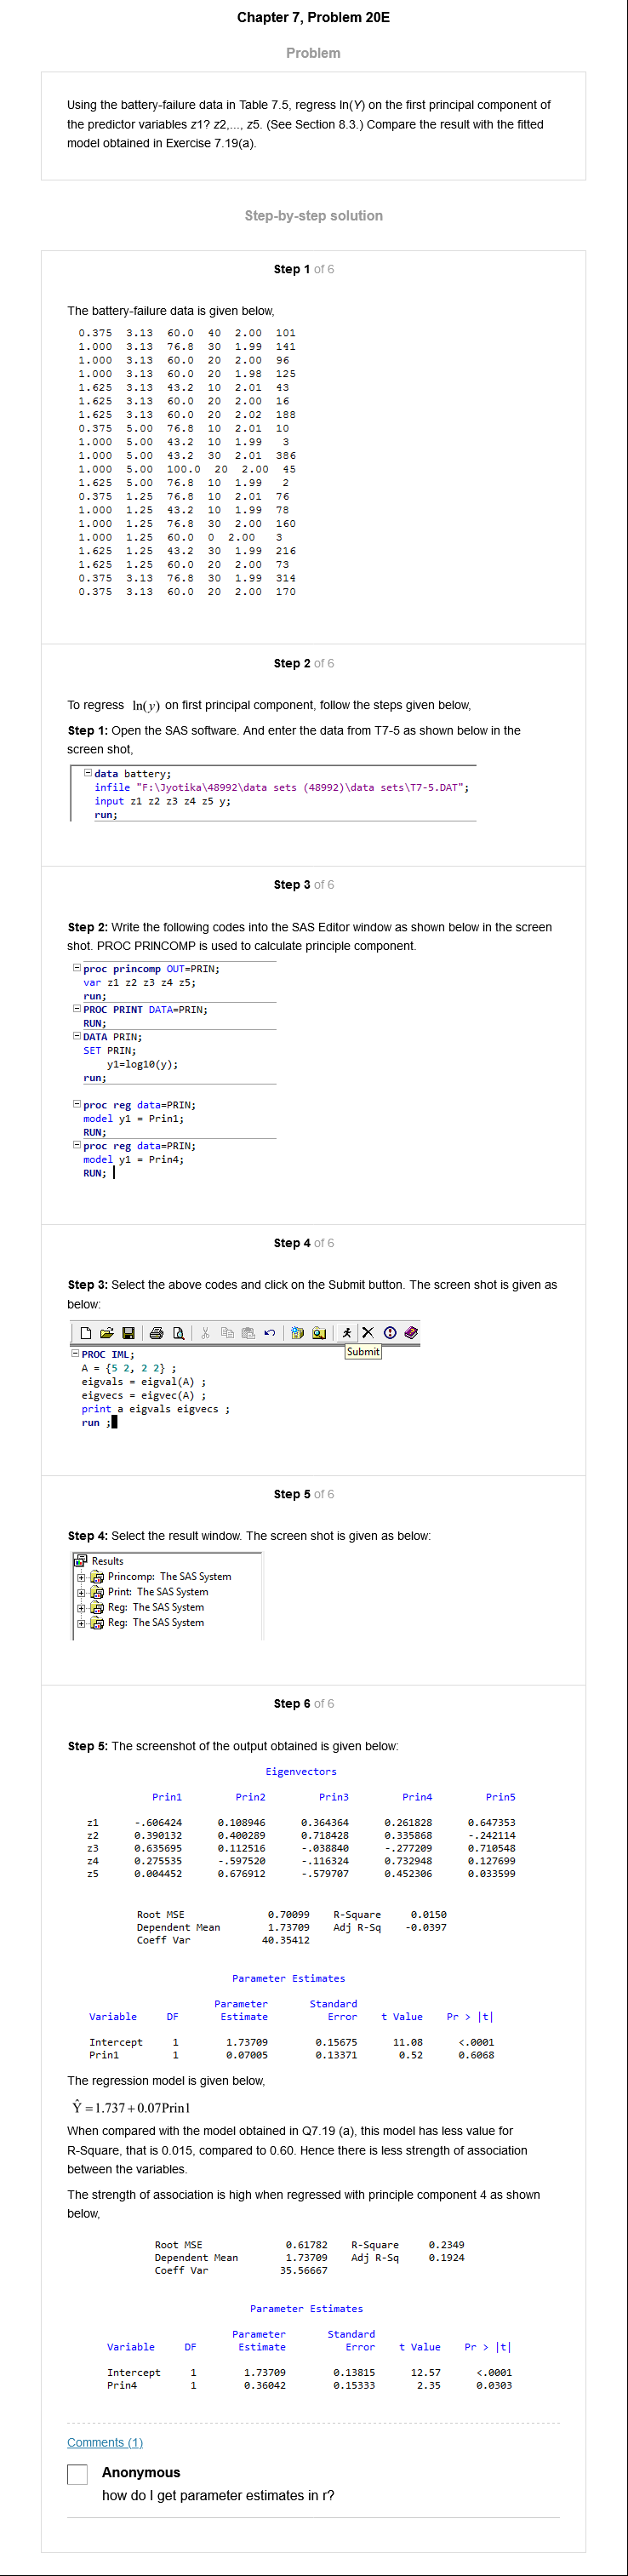 Chapter 7, Problem 20E
Problem
Using the battery-failure data in Table 7.5, regress ln(Y) on the first principal component of
the predictor variables z1? z2,..., z5. (See Section 8.3.) Compare the result with the fitted
model obtained in Exercise 7.19(a).
Step-by-step solution
Step 1 of 6
The battery-failure data is given below,
0.375 3.13 60.0 40 2.00 101
1.000 3.13 76.8 30 1.99 141
1.000 3.13 60.0 20 2.00 96
1.000 3.13 60.0 20 1.98 125
1.625 3.13 43.2 10 2.01 43
1.625 3.13 60.0 20 2.00 16
1.625 3.13 60.0 20 2.02 188
0.375 5.00 76.8 10 2.01 10
1.000 5.00 43.2 10 1.99 3
1.000 5.00 43.2 30 2.01 386
1.000 5.00 100.0 20 2.00 45
1.625 5.00 76.8 10 1.99 2
0.375 1.25 76.8 10 2.01 76
1.000 1.25 43.2 10 1.99 78
1.000 1.25 76.8 30 2.00 160
1.000 1.25 60.0 0 2.00 3
1.625 1.25 43.2 30 1.99 216
1.625 1.25 60.0 20 2.00 73
0.375 3.13 76.8 30 1.99 314
0.375 3.13 60.0 20 2.00 170
Step 2 of 6
To regress ln(y) on first principal component, follow the steps given below,
Step 1: Open the SAS software. And enter the data from T7-5 as shown below in the
screen shot,
data battery;
infile "F:\Jyotika\48992\data sets (48992)\data sets\T7-5.DAT";
input z1 z2 z3 z4 z5 y;
run;
Step 3 of 6
Step 2: Write the following codes into the SAS Editor window as shown below in the screen
shot. PROC PRINCOMP is used to calculate principle component.
proc princomp OUT=PRIN;
var z1 z2 z3 z4 z5;
run;
PROC PRINT DATA=PRIN;
RUN;
DATA PRIN;
SET PRIN;
y1=log10(y);
run;
proc reg data=PRIN;
model y1 = Prin1;
RUN;
proc reg data=PRIN;
model y1 = Prin4;
RUN;
Step 4 of 6
Step 3: Select the above codes and click on the Submit button. The screen shot is given as
below:
Submit
PROC IML;
A = {5 2, 2 2} ;
eigvals = eigval(A) ;
eigvecs = eigvec(A) ;
print a eigvals eigvecs ;
run ;
Step 5 of 6
Step 4: Select the result window. The screen shot is given as below:
Results
Princomp: The SAS System
Print: The SAS System
Reg: The SAS System
Reg: The SAS System
Step 6 of 6
Step 5: The screenshot of the output obtained is given below:
Eigenvectors
Prin1 Prin2 Prin3 Prin4 Prin5
z1 -.606424 0.108946 0.364364 0.261828 0.647353
z2 0.390132 0.400289 0.718428 0.335868 -.242114
z3 0.635695 0.112516 -.038840 -.277209 0.710548
z4 0.275535 -.597520 -.116324 0.732948 0.127699
z5 0.004452 0.676912 -.579707 0.452306 0.033599
Root MSE 0.70099 R-Square 0.0150
Dependent Mean 1.73709 Adj R-Sq -0.0397
Coeff Var 40.35412
Parameter Estimates
Parameter Standard
Variable DF Estimate Error t Value Pr > |t|
Intercept 1 1.73709 0.15675 11.08 <.0001
Prin1 1 0.07005 0.13371 0.52 0.6068
The regression model is given below,
Ŷ = 1.737 + 0.07Prin1
When compared with the model obtained in Q7.19 (a), this model has less value for
R-Square, that is 0.015, compared to 0.60. Hence there is less strength of association
between the variables.
The strength of association is high when regressed with principle component 4 as shown
below,
Root MSE 0.61782 R-Square 0.2349
Dependent Mean 1.73709 Adj R-Sq 0.1924
Coeff Var 35.56667
Parameter Estimates
Parameter Standard
Variable DF Estimate Error t Value Pr > |t|
Intercept 1 1.73709 0.13815 12.57 <.0001
Prin4 1 0.36042 0.15333 2.35 0.0303
Comments (1)
Anonymous
how do I get parameter estimates in r?